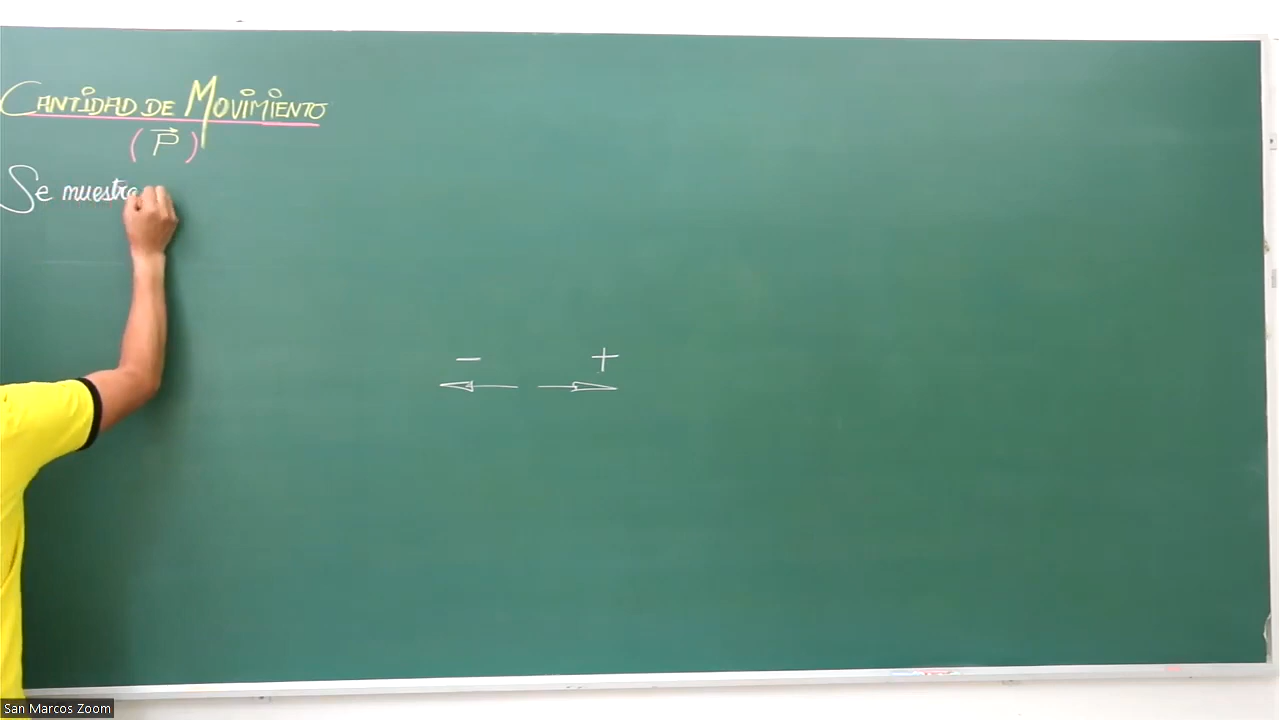 CANTIDAD DE MOVIMIENTO
(P⃗)
Se muestra
- +
San Marcos Zoom